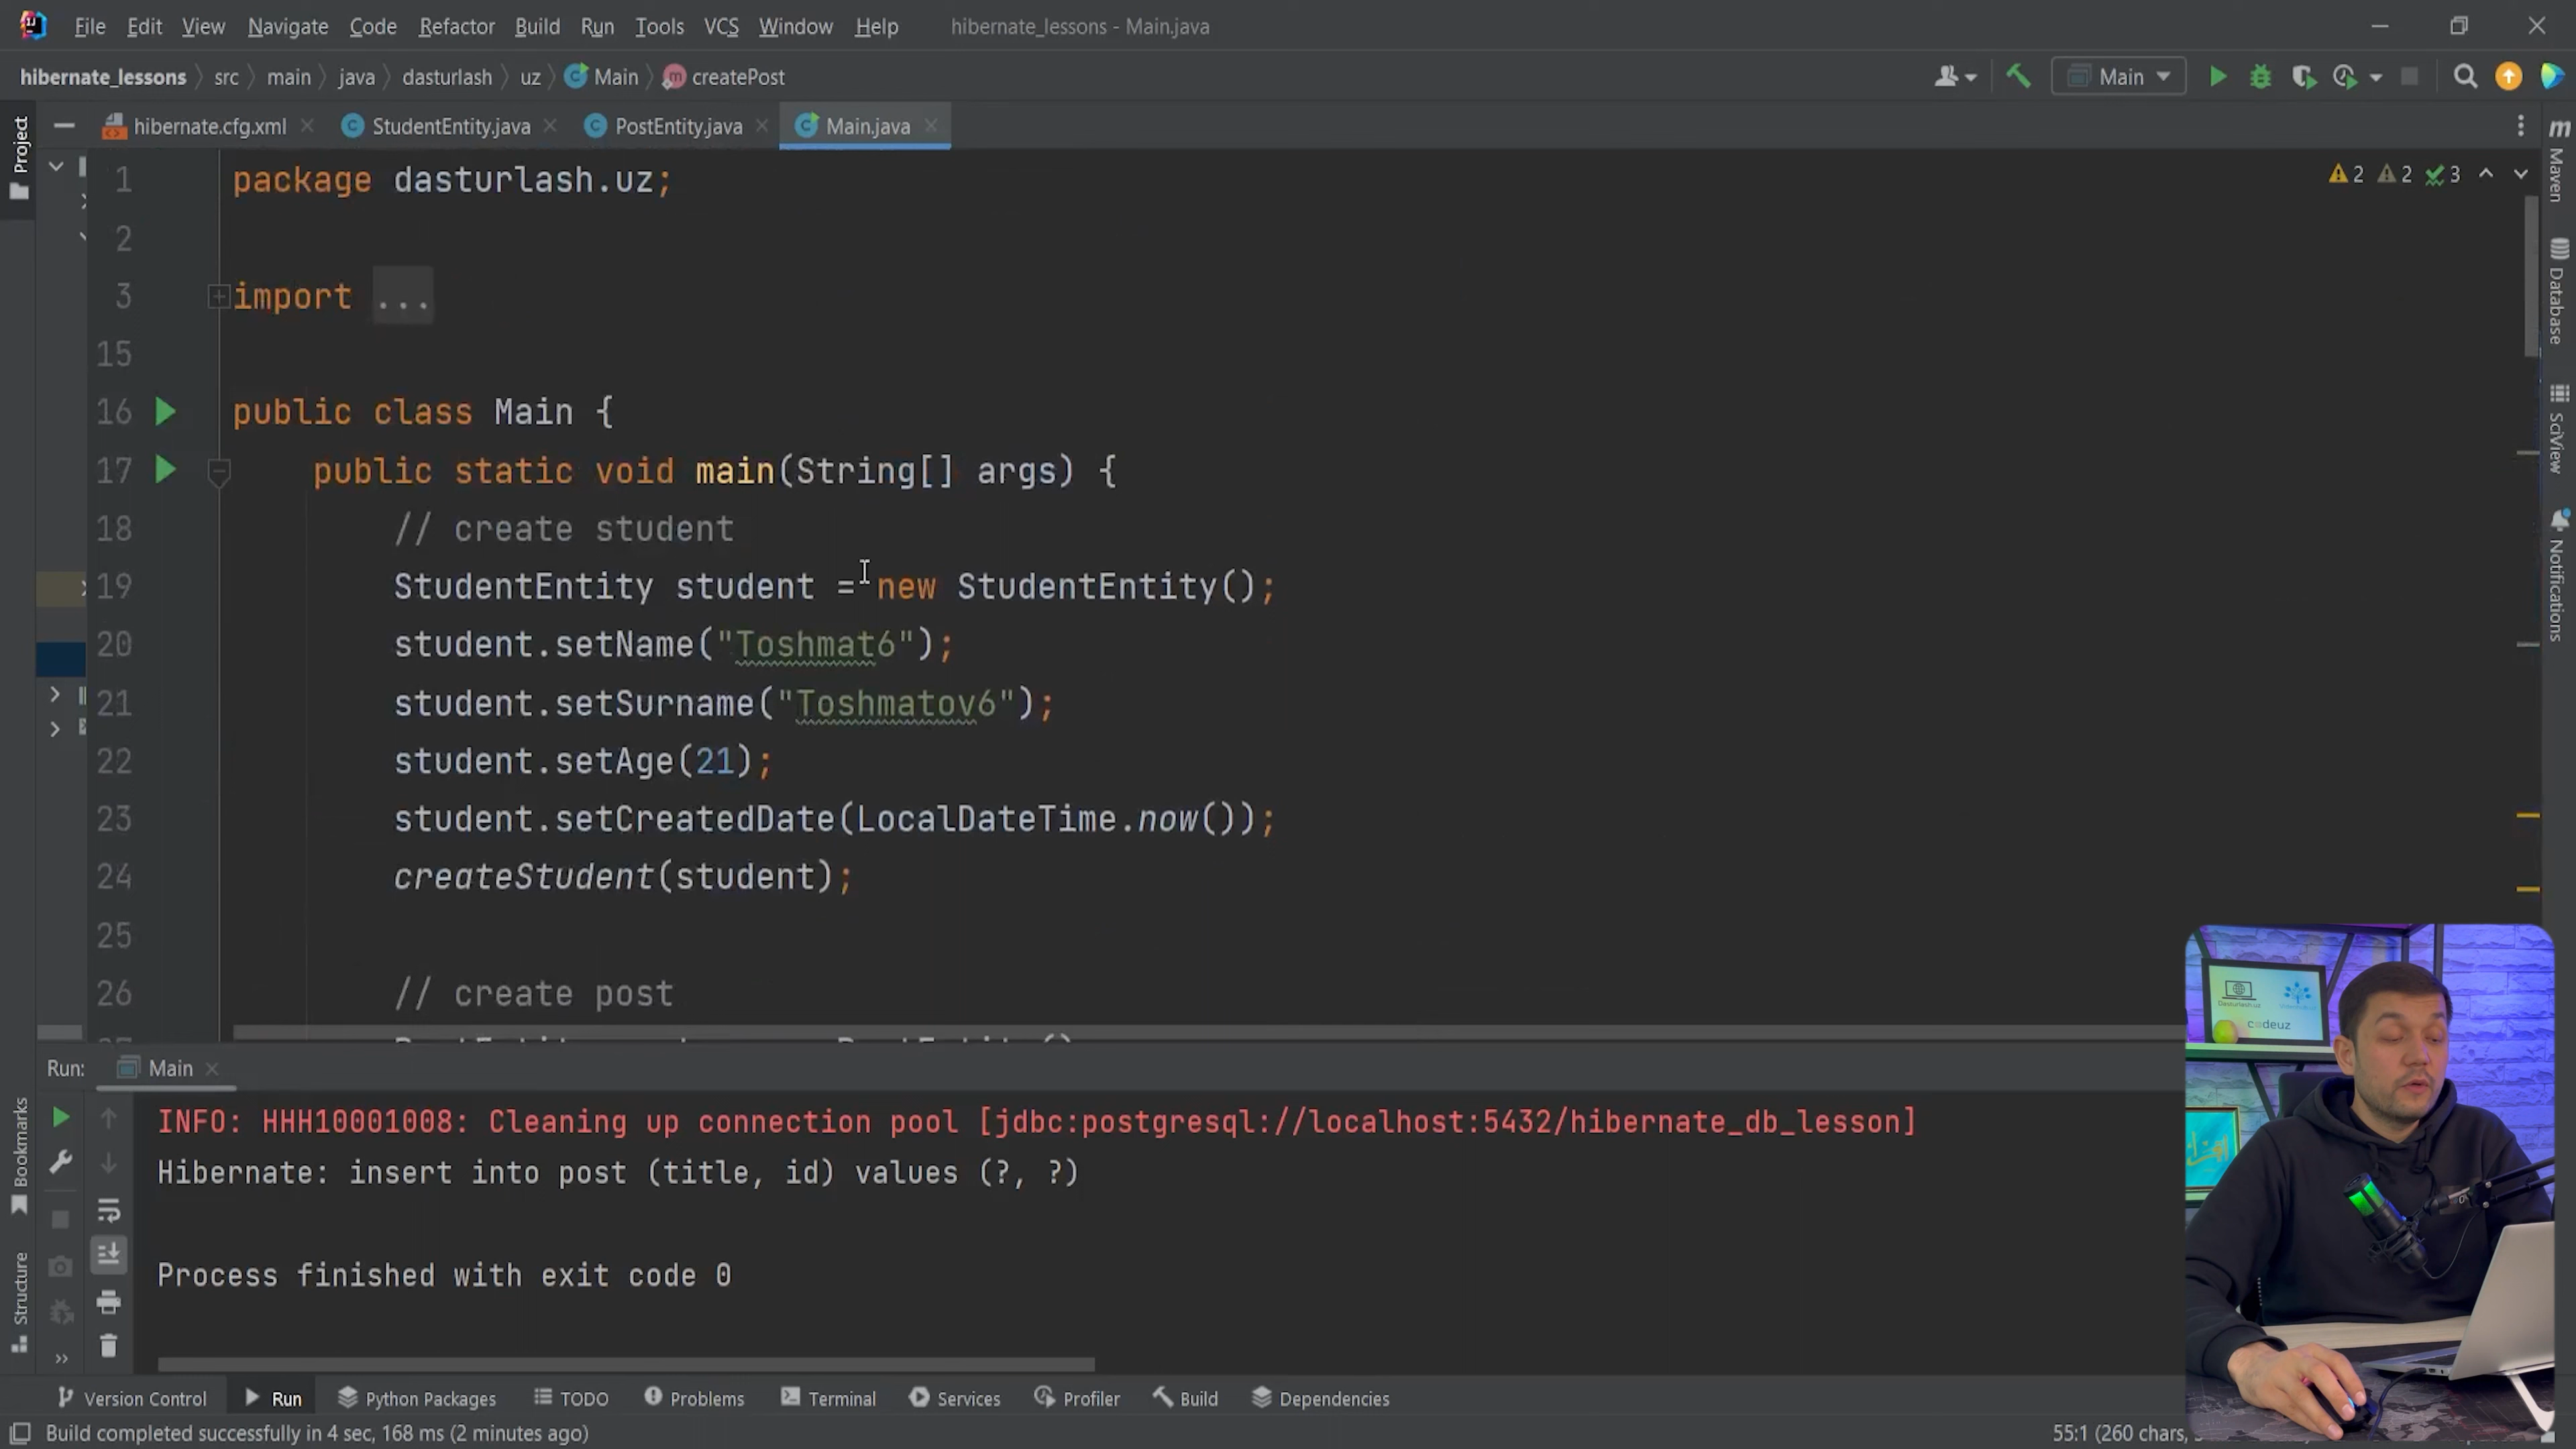 File Edit View Navigate Code Refactor Build Run Tools VCS Window Help hibernate_lessons - Main.java
hibernate_lessons src main java dasturlash uz Main createPost Main
hibernate.cfg.xml StudentEntity.java PostEntity.java Main.java
Project
1 package dasturlash.uz;
2
3 import ...
15
16 public class Main {
17 public static void main(String[] args) {
18 // create student
19 StudentEntity student = new StudentEntity();
20 student.setName("Toshmat6");
21 student.setSurname("Toshmatov6");
22 student.setAge(21);
23 student.setCreatedDate(LocalDateTime.now());
24 createStudent(student);
25
26 // create post
2 2 3
Maven
Database
SciView
Notifications
Run: Main
INFO: HHH10001008: Cleaning up connection pool [jdbc:postgresql://localhost:5432/hibernate_db_lesson]
Hibernate: insert into post (title, id) values (?, ?)
Process finished with exit code 0
Bookmarks
Structure
Dasturlash.uz
codeuz
Version Control Run Python Packages TODO Problems Terminal Services Profiler Build Dependencies
Build completed successfully in 4 sec, 168 ms (2 minutes ago) 55:1 (260 chars,